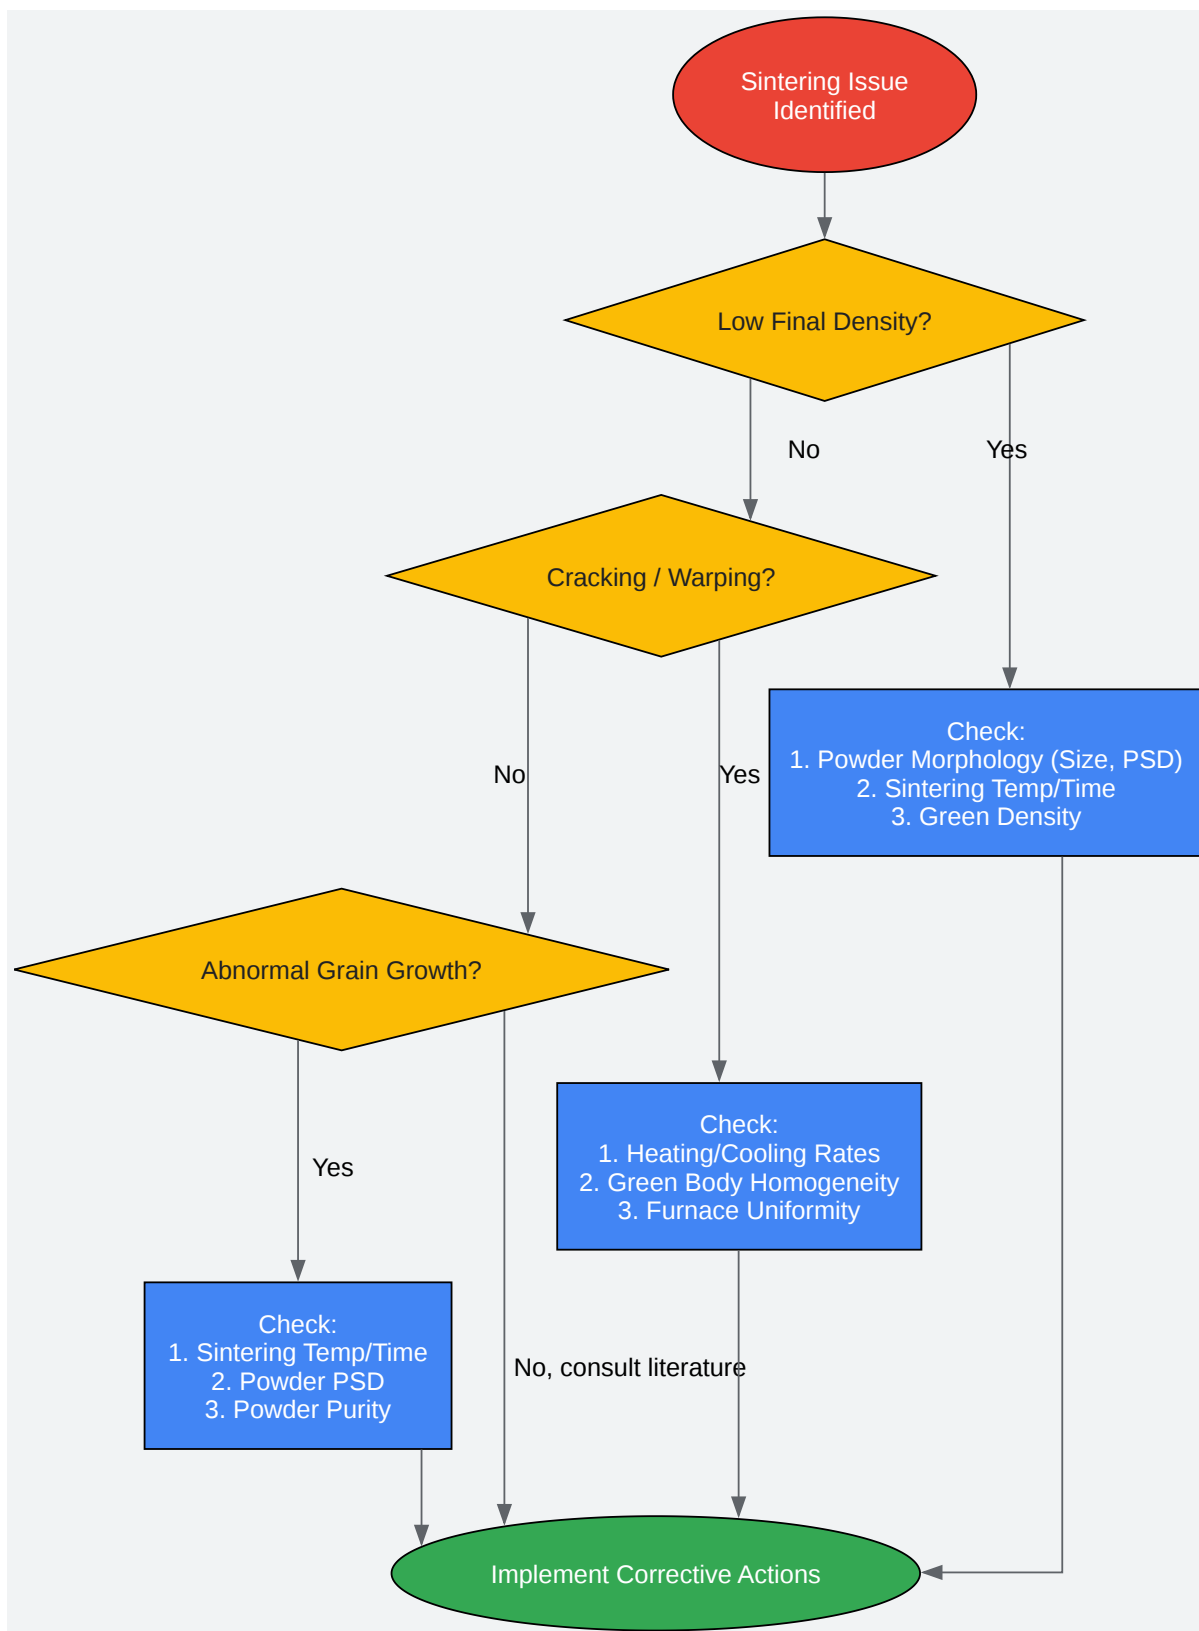 Sintering Issue
Identified
Low Final Density?
No
Yes
Cracking / Warping?
No
Yes
Check:
1. Powder Morphology (Size, PSD)
2. Sintering Temp/Time
3. Green Density
Abnormal Grain Growth?
Yes
Check:
1. Heating/Cooling Rates
2. Green Body Homogeneity
3. Furnace Uniformity
Check:
1. Sintering Temp/Time
2. Powder PSD
3. Powder Purity
No, consult literature
Implement Corrective Actions